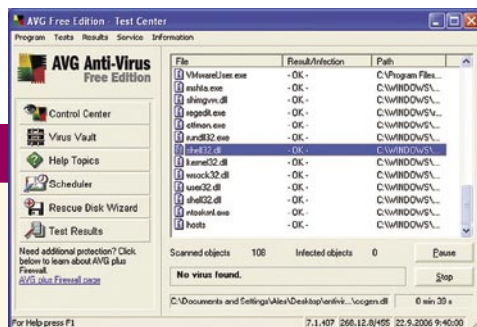 AVG Free Edition - Test Center
Program Tests Results Service Information
AVG Anti-Virus
Free Edition
Control Center
Virus Vault
Help Topics
Scheduler
Rescue Disk Wizard
Test Results
Need additional protection? Click
below to learn about AVG plus
Firewall.
AVG plus Firewall page
File Result/Infection Path
VMwareUser.exe - OK - C:\Program Files...
mshta.exe - OK - C:\WINDOWS\...
shimgvw.dll - OK - C:\WINDOWS\...
regedit.exe - OK - C:\WINDOWS\...
ctfmon.exe - OK - C:\WINDOWS\...
rundll32.exe - OK - C:\WINDOWS\...
shell32.dll - OK - C:\WINDOWS\...
kernel32.dll - OK - C:\WINDOWS\...
wsock32.dll - OK - C:\WINDOWS\...
user32.dll - OK - C:\WINDOWS\...
shell32.dll - OK - C:\WINDOWS\...
ntoskrnl.exe - OK - C:\WINDOWS\...
hosts - OK - C:\WINDOWS\...
Scanned objects 108 Infected objects 0 Pause
No virus found. Stop
C:\Documents and Settings\Alex\Desktop\antivir...\ccgen.dll 0 min 39 s
For Help press F1 7.1.407 268.12.8/455 22.9.2006 9:40:00